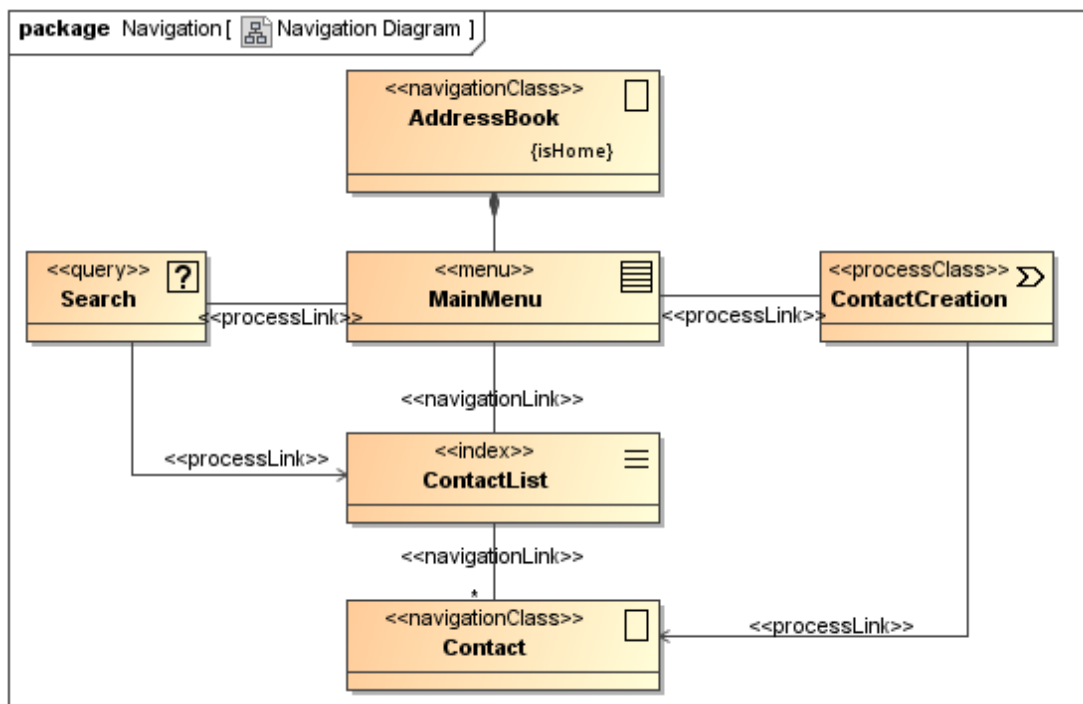 package Navigation [ Navigation Diagram ]
<<navigationClass>>
AddressBook
{isHome}
<<query>>
Search
?
<<processLink>>
<<menu>>
MainMenu
<<processLink>>
<<processClass>>
ContactCreation
<<navigationLink>>
<<processLink>>
<<index>>
ContactList
<<navigationLink>>
*
<<navigationClass>>
Contact
<<processLink>>